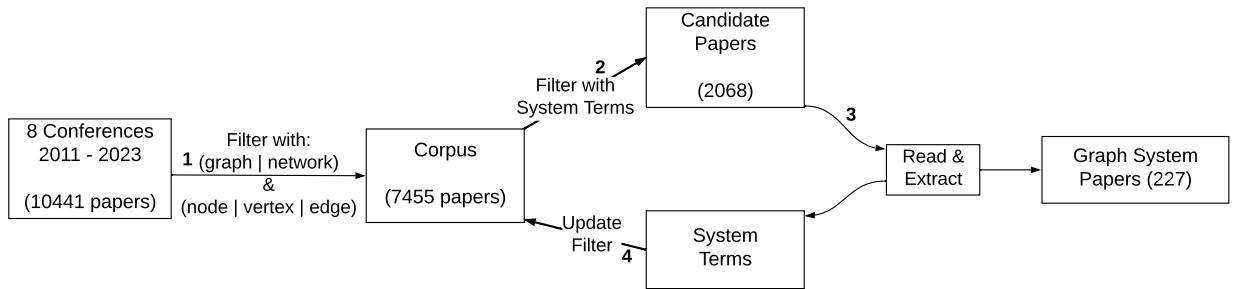 8 Conferences
2011 - 2023
(10441 papers)
1
Filter with:
(graph | network)
&
(node | vertex | edge)
Corpus
(7455 papers)
2
Filter with
System Terms
Candidate
Papers
(2068)
3
Read &
Extract
Graph System
Papers (227)
System
Terms
Update
Filter
4